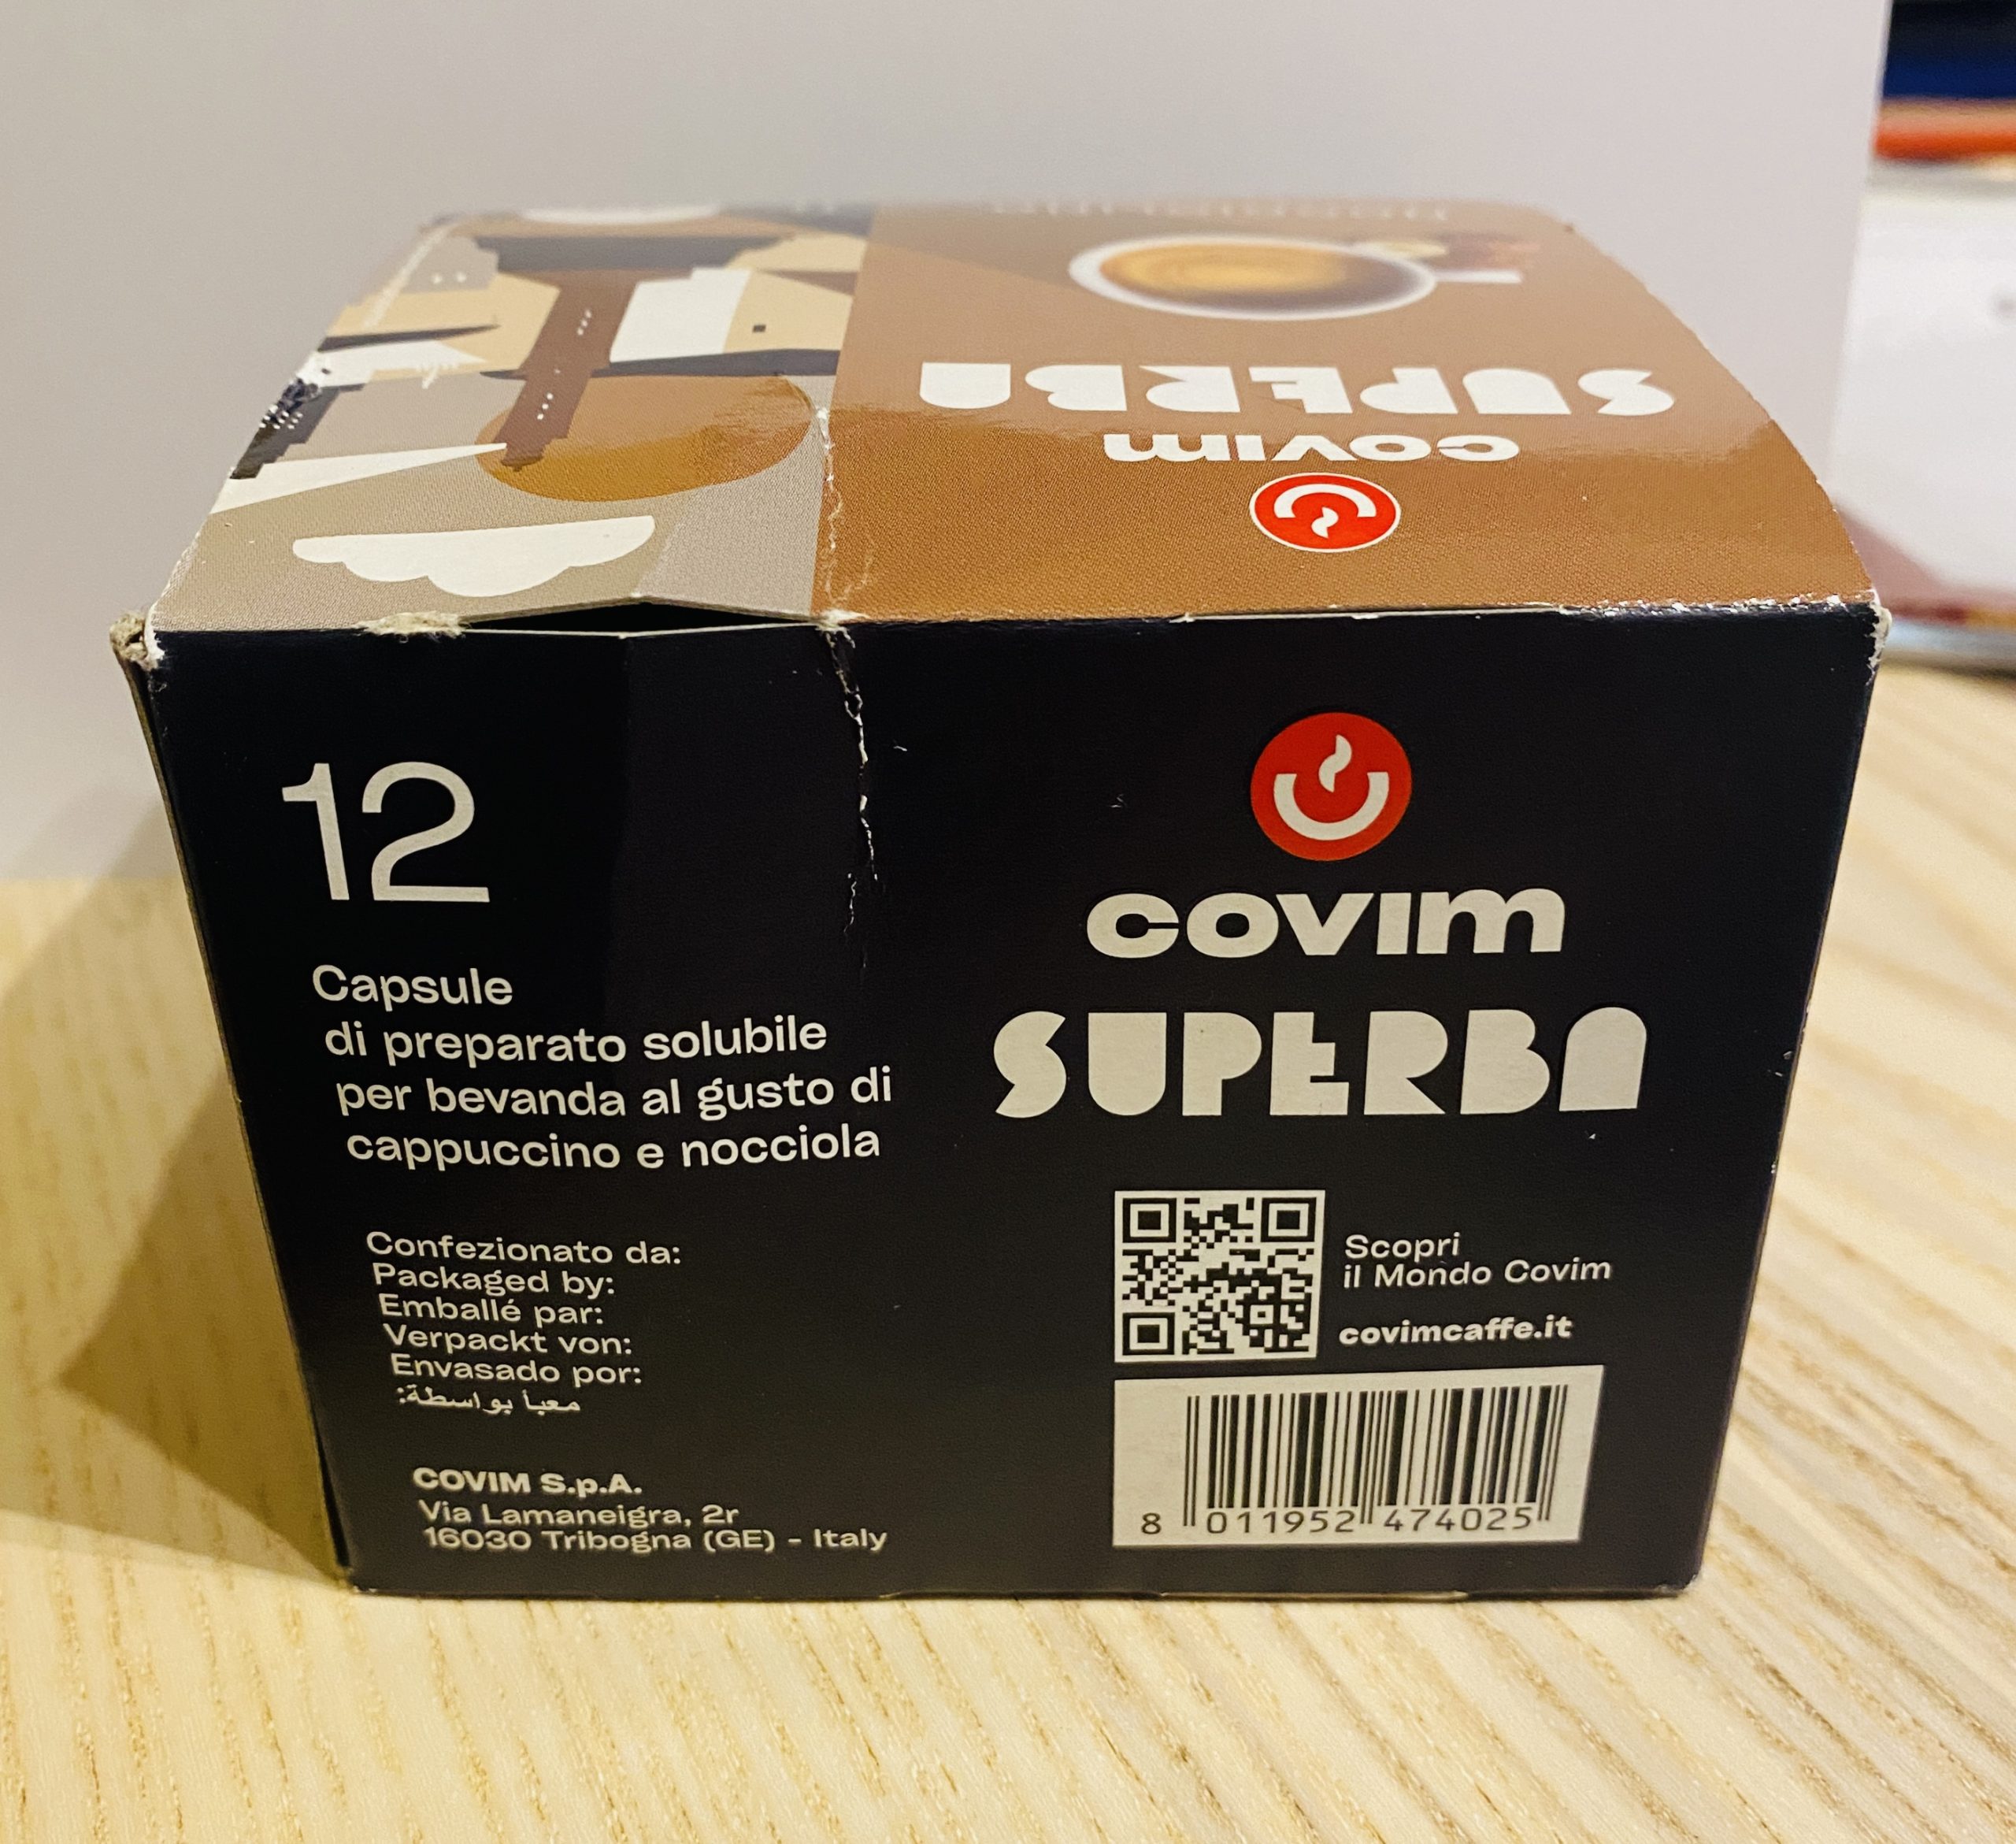 SUPERBA
covim
12
Capsule
di preparato solubile
per bevanda al gusto di
cappuccino e nocciola
Confezionato da:
Packaged by:
Emballé par:
Verpackt von:
Envasado por:
معبأ بواسطة:
COVIM S.p.A.
Via Lamaneigra, 2r
16030 Tribogna (GE) - Italy
covim
SUPERBA
Scopri
il Mondo Covim
covimcaffe.it
8 011952 474025